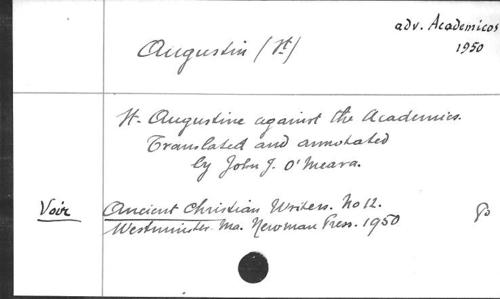 adv. Academicos
1950
Augustin (St)
St. Augustine against the Academics.
Translated and annotated
by John J. O'Meara.
Voir
Ancient Christian Writers. No 12.
Westminster. Ma. Newman Press. 1950